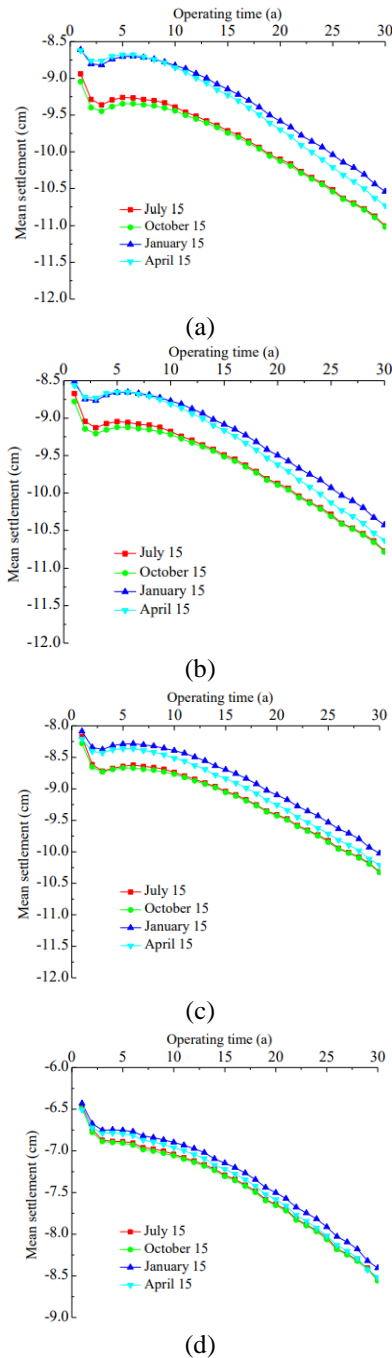 Operating time (a)
0 5 10 15 20 25 30
Mean settlement (cm)
-8.5
-9.0
-9.5
-10.0
-10.5
-11.0
-11.5
-12.0
July 15
October 15
January 15
April 15
(a)
Operating time (a)
0 5 10 15 20 25 30
Mean settlement (cm)
-8.5
-9.0
-9.5
-10.0
-10.5
-11.0
-11.5
-12.0
July 15
October 15
January 15
April 15
(b)
Operating time (a)
0 5 10 15 20 25 30
Mean settlement (cm)
-8.0
-8.5
-9.0
-9.5
-10.0
-10.5
-11.0
-11.5
-12.0
July 15
October 15
January 15
April 15
(c)
Operating time (a)
0 5 10 15 20 25 30
Mean settlement (cm)
-6.0
-6.5
-7.0
-7.5
-8.0
-8.5
-9.0
July 15
October 15
January 15
April 15
(d)